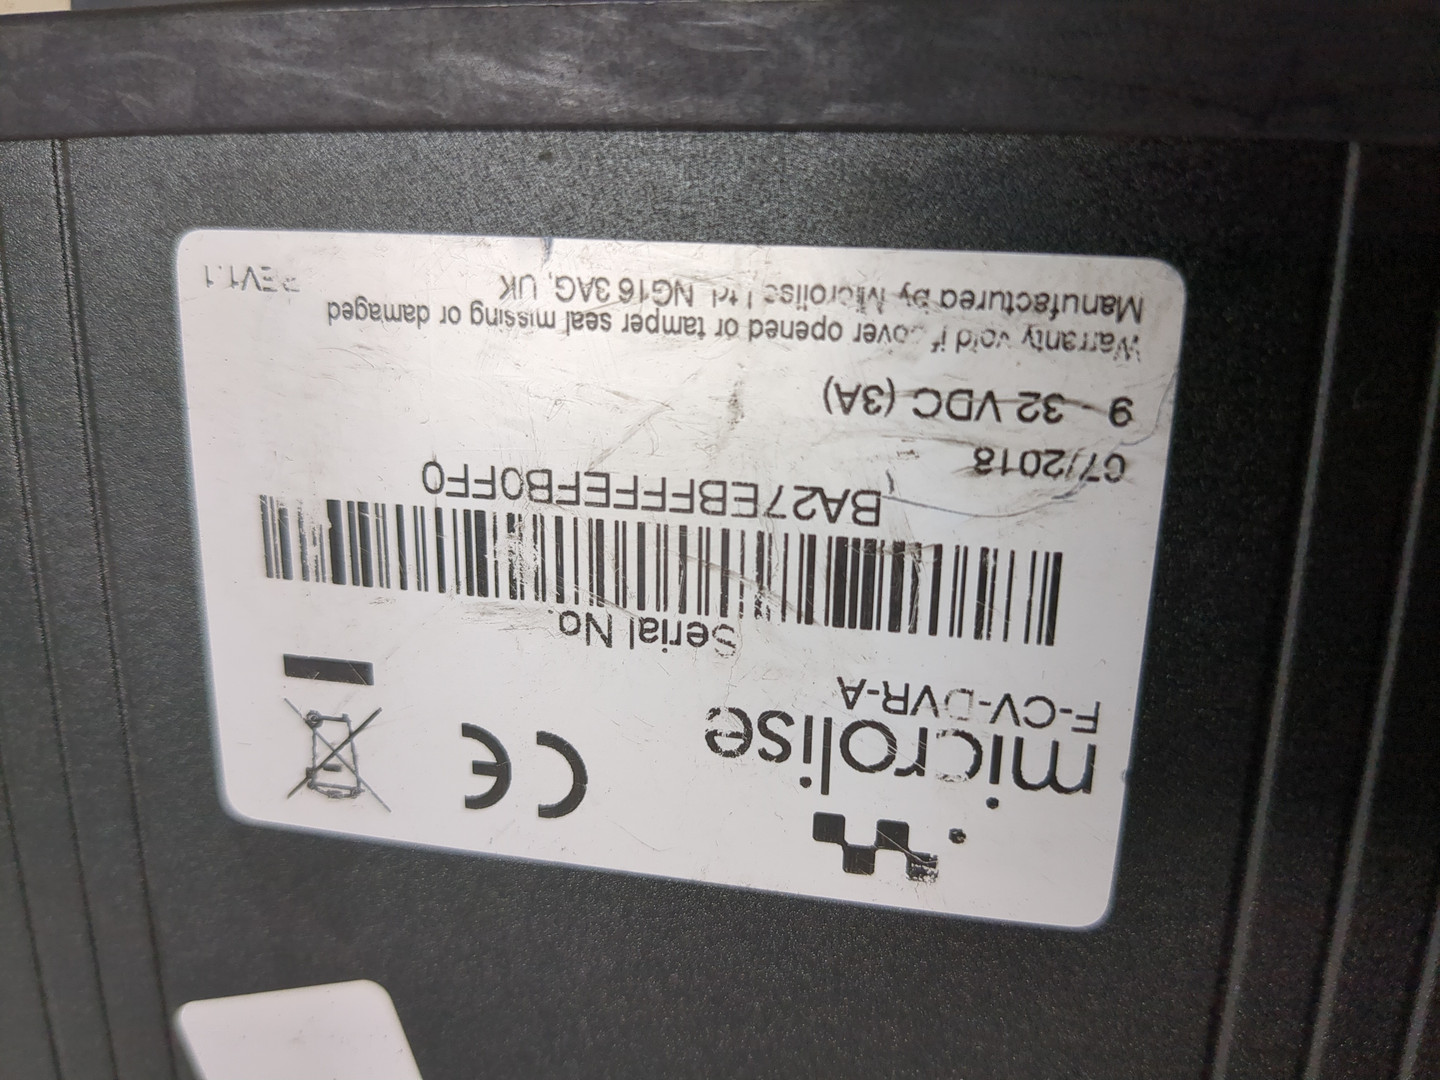 microlise
F-CV-DVR-A
Serial No.
BA27EBFFFEFB0FF0
07/2018
9 - 32 VDC (3A)
Warranty void if cover opened or tamper seal missing or damaged
Manufactured by Microlise Ltd, NG16 3AG, UK
REV1.1